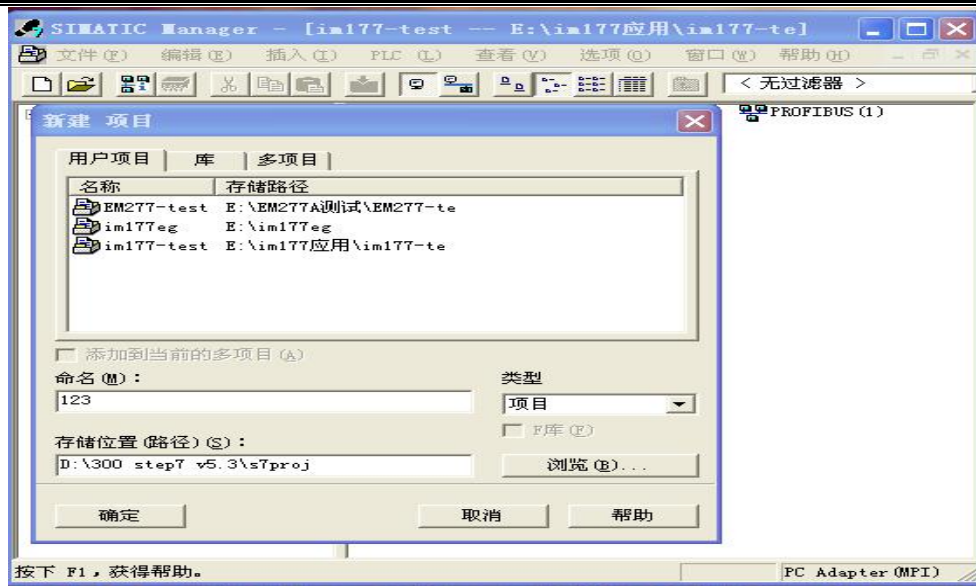 SIMATIC Manager - [im177-test -- E:\im177应用\im177-te]
文件(F) 编辑(E) 插入(I) PLC (L) 查看(V) 选项(O) 窗口(W) 帮助(H)
< 无过滤器 >
新建 项目
PROFIBUS(1)
用户项目 库 多项目
名称 存储路径
EM277-test E:\EM277A测试\EM277-te
im177eg E:\im177eg
im177-test E:\im177应用\im177-te
添加到当前的多项目(A)
命名(M)： 类型
123 项目
F库(F)
存储位置(路径)(S)：
D:\300 step7 v5.3\s7proj 浏览(B)...
确定 取消 帮助
按下 F1，获得帮助。 PC Adapter(MPI)